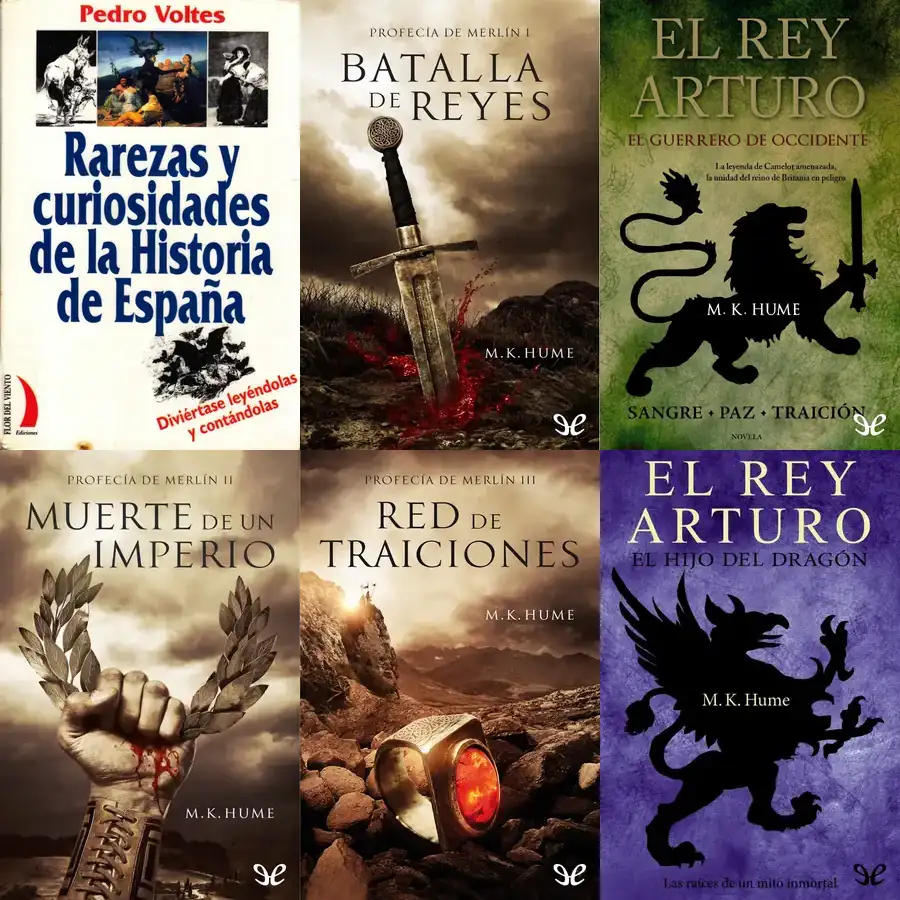 Pedro Voltes
Rarezas y
curiosidades
de la Historia
de España
Diviértase leyéndolas
y contándolas
FLOR DEL VIENTO
Ediciones
PROFECÍA DE MERLÍN I
BATALLA
DE REYES
M. K. HUME
EL REY
ARTURO
EL GUERRERO DE OCCIDENTE
La leyenda de Camelot amenazada,
la unidad del reino de Britania en peligro
M. K. HUME
SANGRE • PAZ • TRAICIÓN
NOVELA
PROFECÍA DE MERLÍN II
MUERTE DE UN
IMPERIO
M. K. HUME
PROFECÍA DE MERLÍN III
RED DE
TRAICIONES
M. K. HUME
EL REY
ARTURO
EL HIJO DEL DRAGÓN
M. K. Hume
Las raíces de un mito inmortal